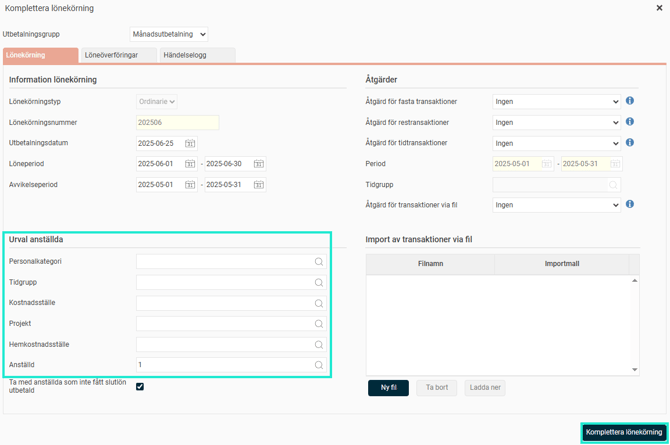 Komplettera lönekörning
Utbetalningsgrupp Månadsutbetalning
Lönekörning Löneöverföringar Händelselogg
Information lönekörning
Lönekörningstyp Ordinarie
Lönekörningsnummer 202506
Utbetalningsdatum 2025-06-25
Löneperiod 2025-06-01 - 2025-06-30
Avvikelseperiod 2025-05-01 - 2025-05-31
Åtgärder
Åtgärd för fasta transaktioner Ingen
Åtgärd för restransaktioner Ingen
Åtgärd för tidtransaktioner Ingen
Period 2025-05-01 - 2025-05-31
Tidgrupp
Åtgärd för transaktioner via fil Ingen
Urval anställda
Personalkategori
Tidgrupp
Kostnadsställe
Projekt
Hemkostnadsställe
Anställd 1
Ta med anställda som inte fått slutlön
utbetald
Import av transaktioner via fil
Filnamn Importmall
Ny fil Ta bort Ladda ner
Komplettera lönekörning